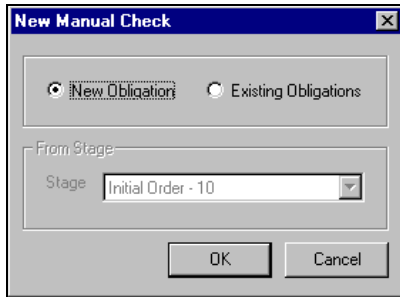 New Manual Check
New Obligation Existing Obligations
From Stage
Stage Initial Order - 10
OK Cancel